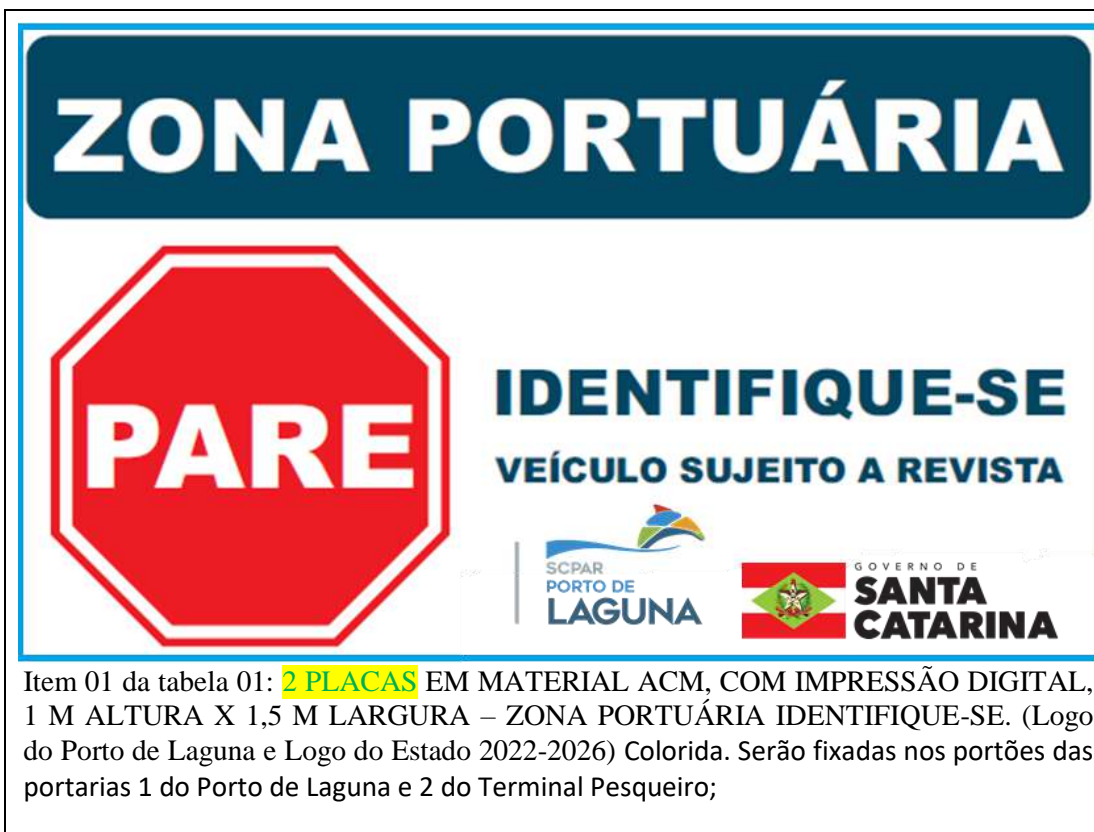 ZONA PORTUÁRIA
PARE
IDENTIFIQUE-SE
VEÍCULO SUJEITO A REVISTA
SCPAR
PORTO DE
LAGUNA
GOVERNO DE
SANTA
CATARINA
Item 01 da tabela 01: 2 PLACAS EM MATERIAL ACM, COM IMPRESSÃO DIGITAL,
1 M ALTURA X 1,5 M LARGURA – ZONA PORTUÁRIA IDENTIFIQUE-SE. (Logo
do Porto de Laguna e Logo do Estado 2022-2026) Colorida. Serão fixadas nos portões das
portarias 1 do Porto de Laguna e 2 do Terminal Pesqueiro;